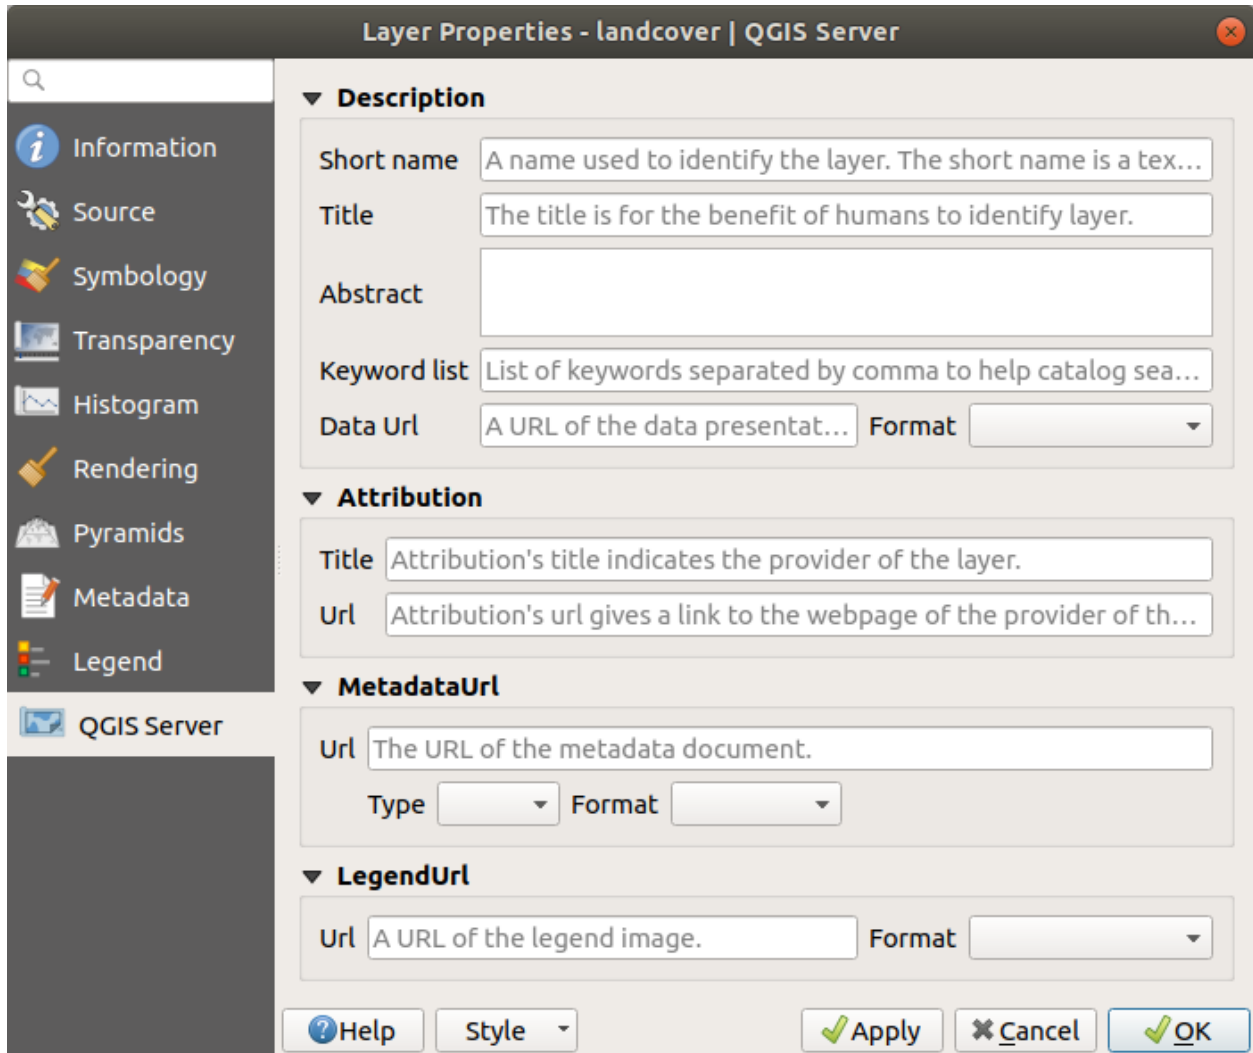 Layer Properties - landcover | QGIS Server
Information
Source
Symbology
Transparency
Histogram
Rendering
Pyramids
Metadata
Legend
QGIS Server
Description
Short name A name used to identify the layer. The short name is a tex...
Title The title is for the benefit of humans to identify layer.
Abstract
Keyword list List of keywords separated by comma to help catalog sea...
Data Url A URL of the data presentat... Format
Attribution
Title Attribution's title indicates the provider of the layer.
Url Attribution's url gives a link to the webpage of the provider of th...
MetadataUrl
Url The URL of the metadata document.
Type Format
LegendUrl
Url A URL of the legend image. Format
Help Style Apply Cancel OK